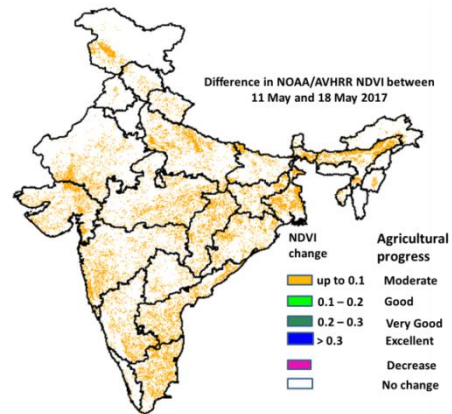 Difference in NOAA/AVHRR NDVI between
11 May and 18 May 2017
NDVI change
Agricultural progress
up to 0.1 Moderate
0.1 – 0.2 Good
0.2 – 0.3 Very Good
> 0.3 Excellent
Decrease
No change